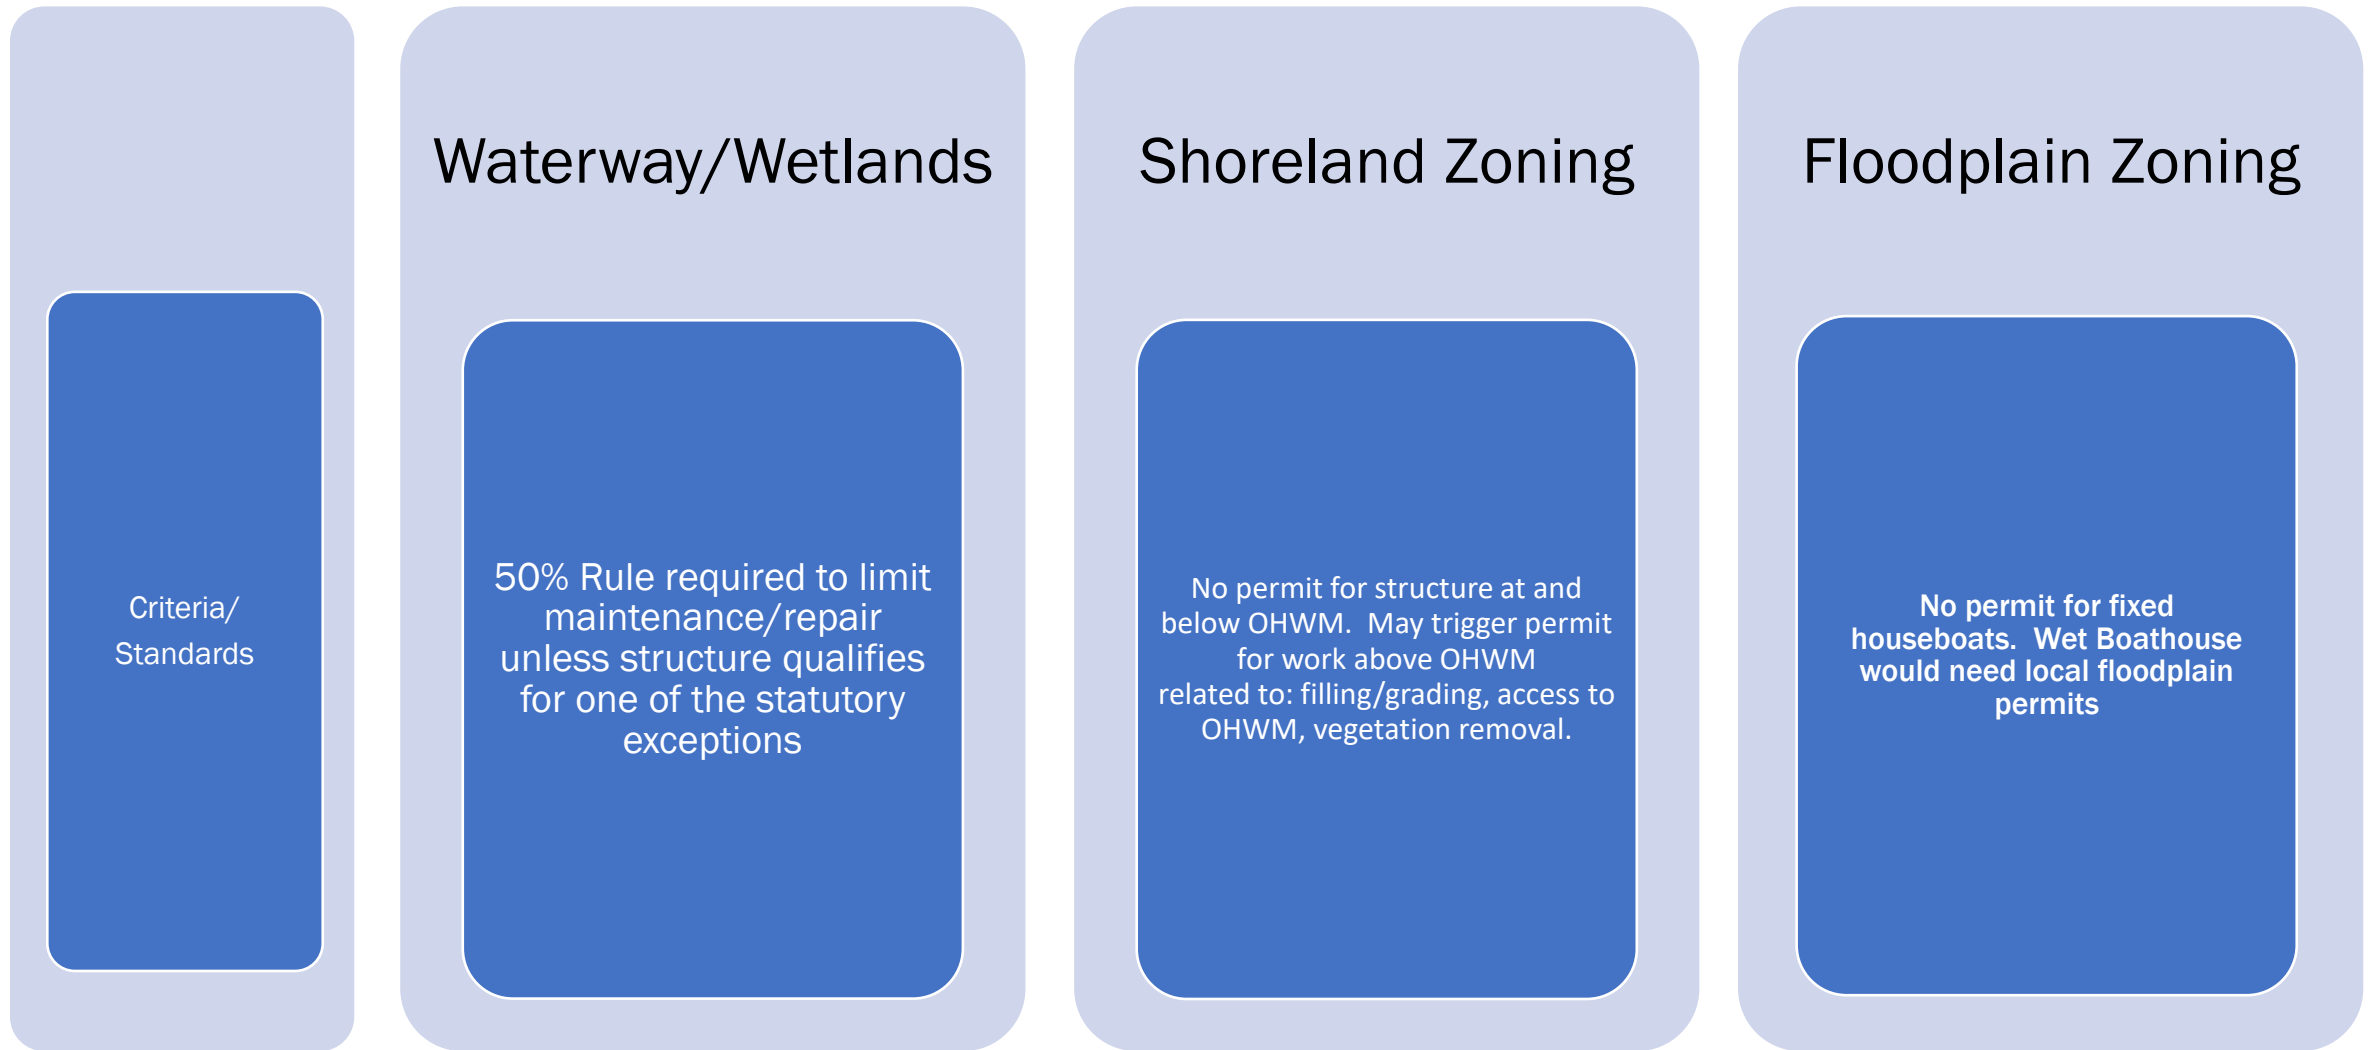 Criteria/
Standards
Waterway/Wetlands
50% Rule required to limit
maintenance/repair
unless structure qualifies
for one of the statutory
exceptions
Shoreland Zoning
No permit for structure at and
below OHWM.  May trigger permit
for work above OHWM
related to: filling/grading, access to
OHWM, vegetation removal.
Floodplain Zoning
No permit for fixed
houseboats.  Wet Boathouse
would need local floodplain
permits